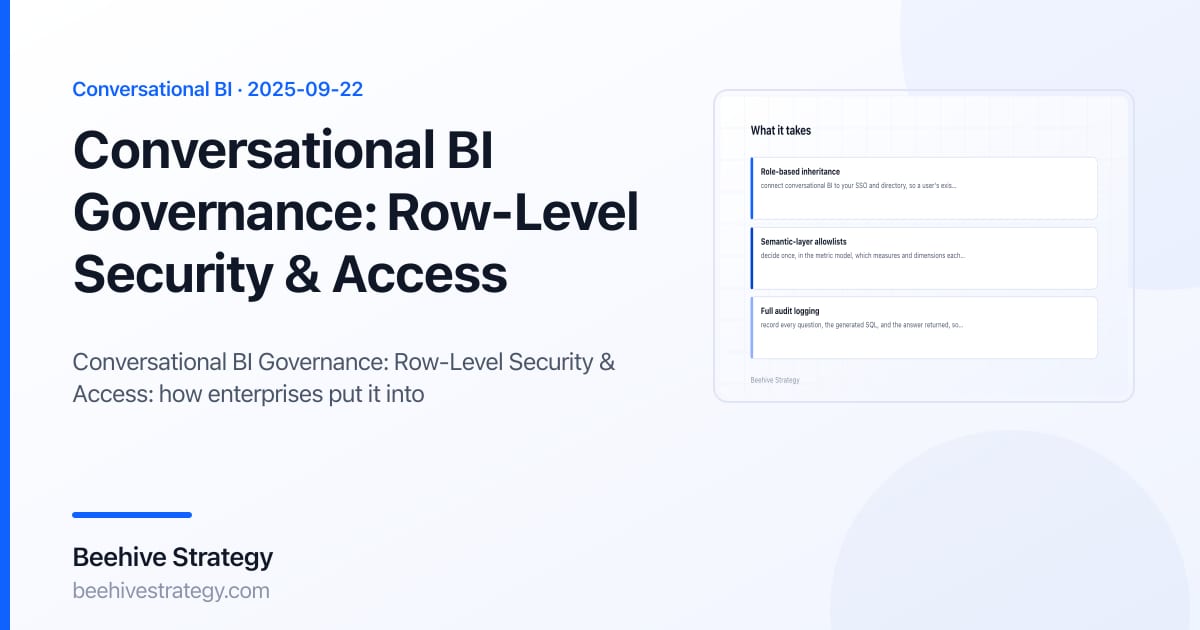 Conversational BI · 2025-09-22
Conversational BI
Governance: Row-Level
Security & Access
Conversational BI Governance: Row-Level Security &
Access: how enterprises put it into
Beehive Strategy
beehivestrategy.com
What it takes
Role-based inheritance
connect conversational BI to your SSO and directory, so a user's exis...
Semantic-layer allowlists
decide once, in the metric model, which measures and dimensions each...
Full audit logging
record every question, the generated SQL, and the answer returned, so...
Beehive Strategy